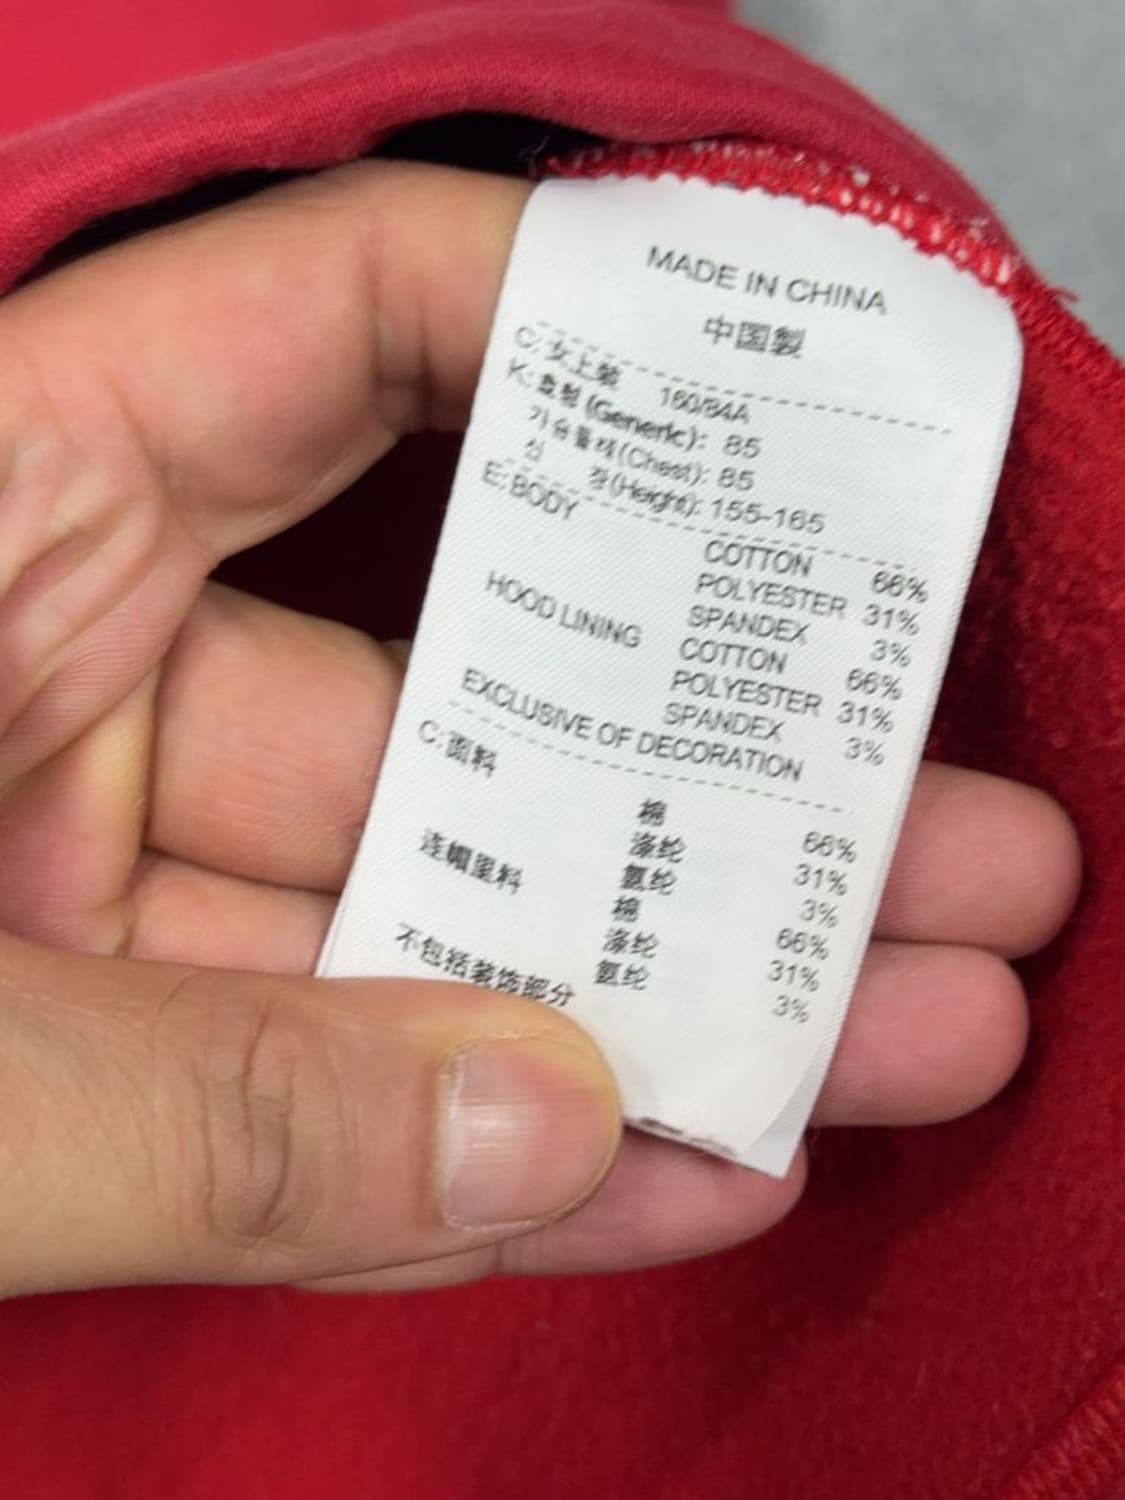 MADE IN CHINA
中国製
C: 女上装 160/84A
K: 호칭 (Generic): 85
가슴둘레(Chest): 85
신 장(Height): 155-165
E: BODY
COTTON 66%
POLYESTER 31%
SPANDEX 3%
HOOD LINING
COTTON 66%
POLYESTER 31%
SPANDEX 3%
EXCLUSIVE OF DECORATION
C: 面料
棉 66%
涤纶 31%
氨纶 3%
连帽里料
棉 66%
涤纶 31%
氨纶 3%
不包括装饰部分